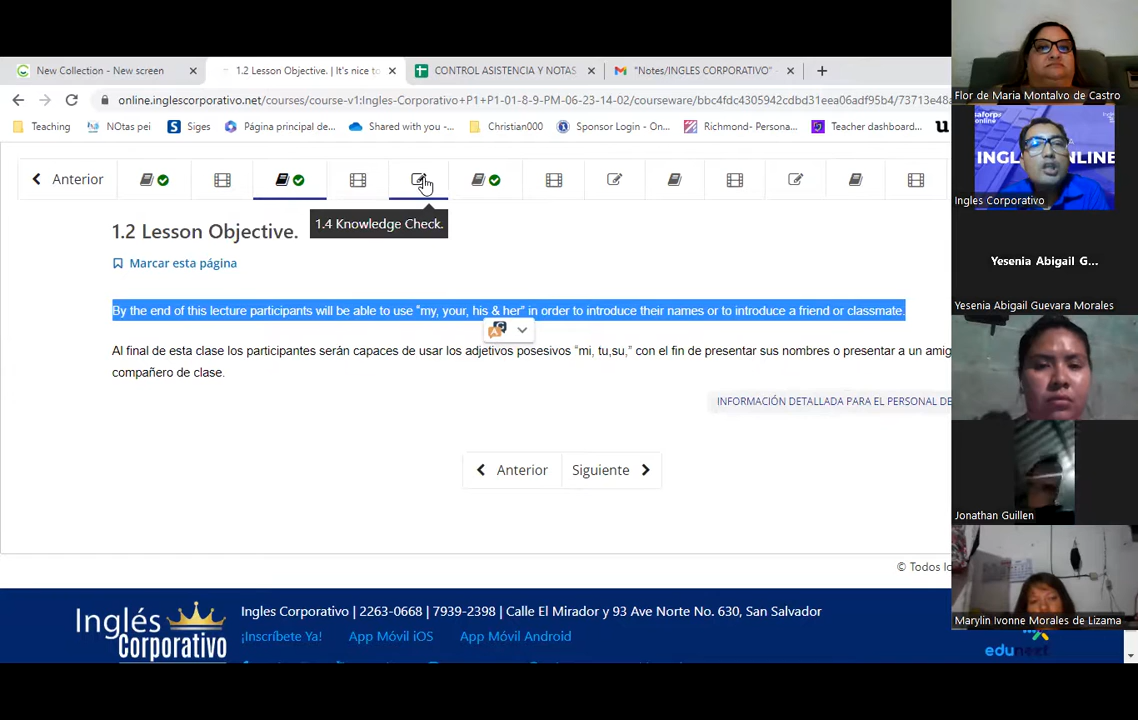 New Collection - New screen
1.2 Lesson Objective. | It's nice to
CONTROL ASISTENCIA Y NOTAS
"Notes/INGLES CORPORATIVO"
online.inglescorporativo.net/courses/course-v1:Ingles-Corporativo+P1+P1-01-8-9-PM-06-23-14-02/courseware/bbc4fdc4305942cdbd31eea06adf95b4/73713e48
Teaching
NOtas pei
Siges
Página principal de...
Shared with you -...
Christian000
Sponsor Login - On...
Richmond- Persona...
Teacher dashboar...
Anterior
1.4 Knowledge Check.
1.2 Lesson Objective.
Marcar esta página
By the end of this lecture participants will be able to use "my, your, his & her" in order to introduce their names or to introduce a friend or classmate.
Al final de esta clase los participantes serán capaces de usar los adjetivos posesivos "mi, tu,su," con el fin de presentar sus nombres o presentar a un amig
compañero de clase.
INFORMACIÓN DETALLADA PARA EL PERSONAL DE
Anterior
Siguiente
© Todos
Inglés
Corporativo
Ingles Corporativo | 2263-0668 | 7939-2398 | Calle El Mirador y 93 Ave Norte No. 630, San Salvador
¡Inscríbete Ya!
App Móvil iOS
App Móvil Android
edunext
Flor de Maria Montalvo de Castro
Ingles Corporativo
Yesenia Abigail G...
Yesenia Abigail Guevara Morales
Jonathan Guillen
Marylin Ivonne Morales de Lizama